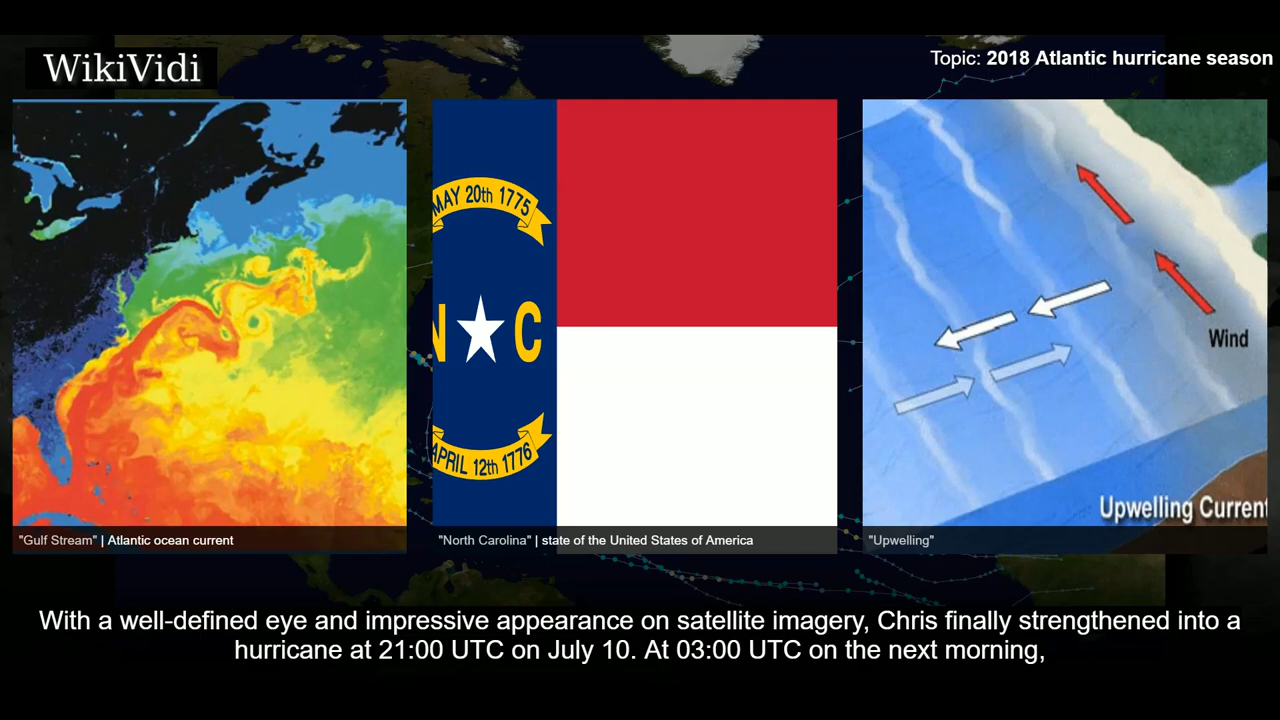 WikiVidi
Topic: 2018 Atlantic hurricane season
MAY 20th 1775
N C
APRIL 12th 1776
Wind
Upwelling Current
"Gulf Stream" | Atlantic ocean current
"North Carolina" | state of the United States of America
"Upwelling"
With a well-defined eye and impressive appearance on satellite imagery, Chris finally strengthened into a
hurricane at 21:00 UTC on July 10. At 03:00 UTC on the next morning,